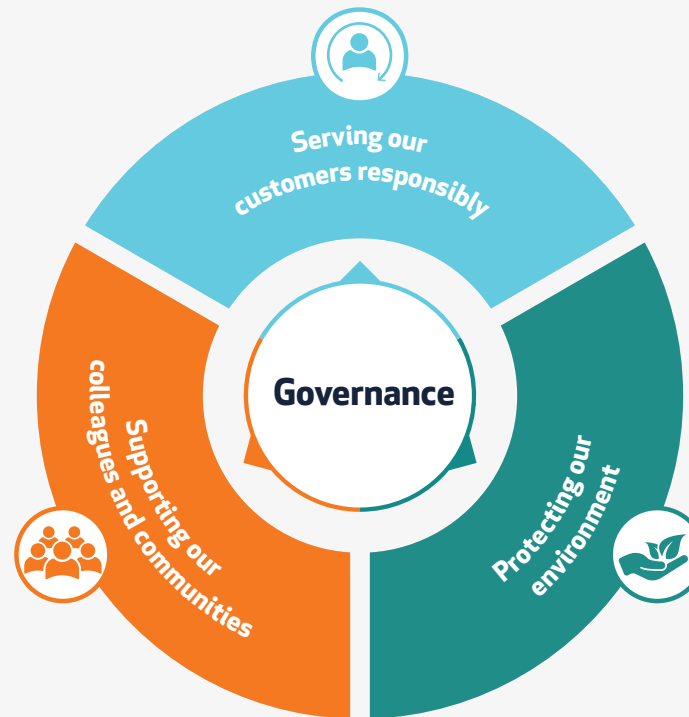 Serving our
customers responsibly
Governance
Supporting our
colleagues and communities
Protecting our
environment